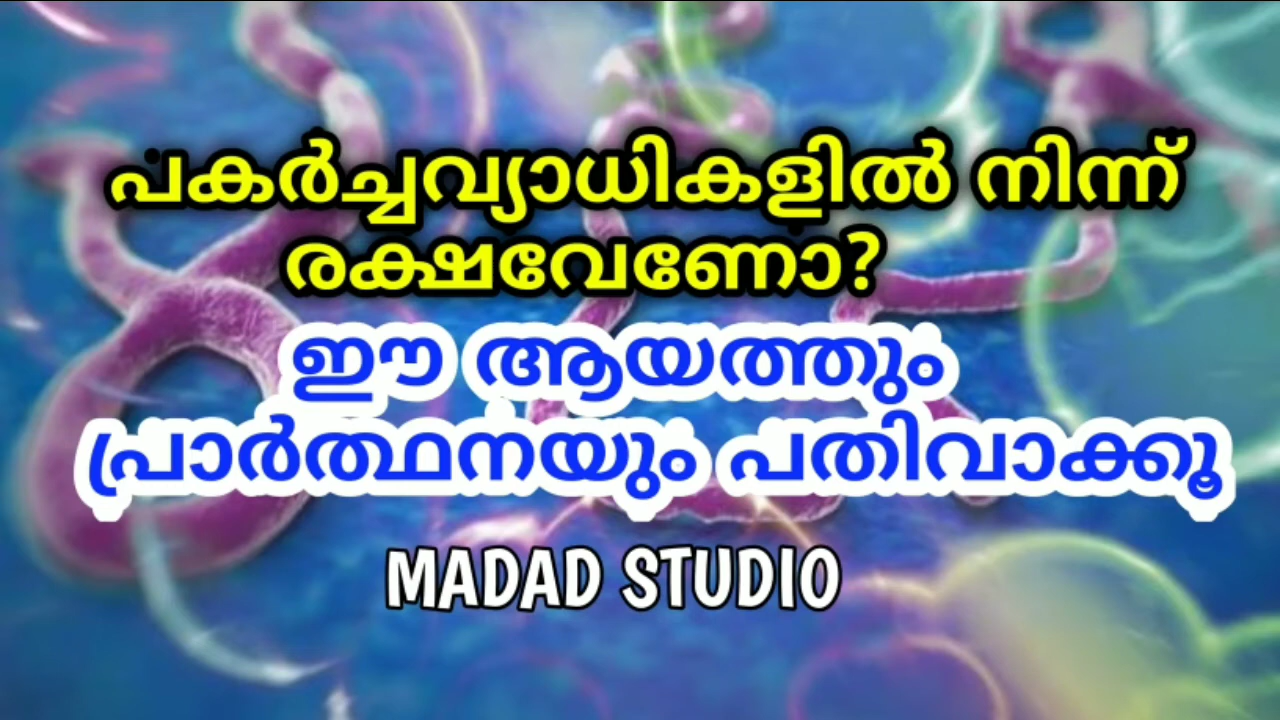 പകർച്ചവ്യാധികളിൽ നിന്ന്
രക്ഷവേണോ?
ഈ ആയത്തും
പ്രാർത്ഥനയും പതിവാക്കൂ
MADAD STUDIO